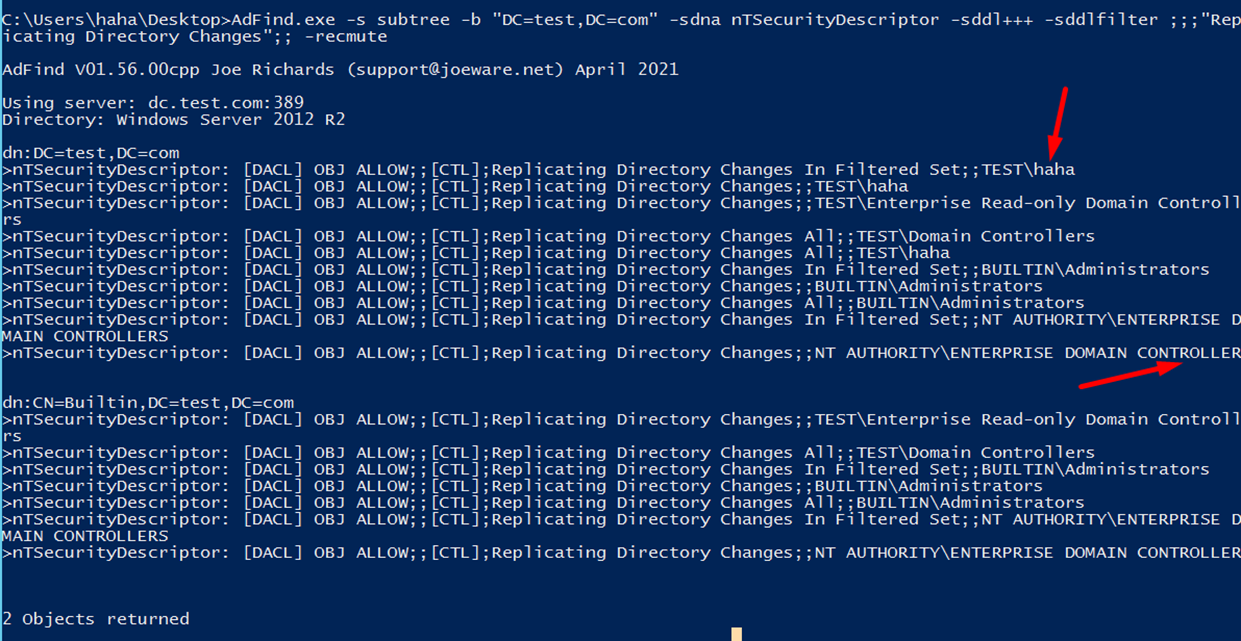 C:\Users\haha\Desktop>AdFind.exe -s subtree -b "DC=test,DC=com" -sdna nTSecurityDescriptor -sddl+++ -sddlfilter ;;;"Rep
licating Directory Changes";; -recmute
AdFind V01.56.00cpp Joe Richards (support@joeware.net) April 2021
Using server: dc.test.com:389
Directory: Windows Server 2012 R2
dn:DC=test,DC=com
>nTSecurityDescriptor: [DACL] OBJ ALLOW;;[CTL];Replicating Directory Changes In Filtered Set;;TEST\haha
>nTSecurityDescriptor: [DACL] OBJ ALLOW;;[CTL];Replicating Directory Changes;;TEST\haha
>nTSecurityDescriptor: [DACL] OBJ ALLOW;;[CTL];Replicating Directory Changes;;TEST\Enterprise Read-only Domain Controll
rs
>nTSecurityDescriptor: [DACL] OBJ ALLOW;;[CTL];Replicating Directory Changes All;;TEST\Domain Controllers
>nTSecurityDescriptor: [DACL] OBJ ALLOW;;[CTL];Replicating Directory Changes All;;TEST\haha
>nTSecurityDescriptor: [DACL] OBJ ALLOW;;[CTL];Replicating Directory Changes In Filtered Set;;BUILTIN\Administrators
>nTSecurityDescriptor: [DACL] OBJ ALLOW;;[CTL];Replicating Directory Changes;;BUILTIN\Administrators
>nTSecurityDescriptor: [DACL] OBJ ALLOW;;[CTL];Replicating Directory Changes All;;BUILTIN\Administrators
>nTSecurityDescriptor: [DACL] OBJ ALLOW;;[CTL];Replicating Directory Changes In Filtered Set;;NT AUTHORITY\ENTERPRISE D
MAIN CONTROLLERS
>nTSecurityDescriptor: [DACL] OBJ ALLOW;;[CTL];Replicating Directory Changes;;NT AUTHORITY\ENTERPRISE DOMAIN CONTROLLER
dn:CN=Builtin,DC=test,DC=com
>nTSecurityDescriptor: [DACL] OBJ ALLOW;;[CTL];Replicating Directory Changes;;TEST\Enterprise Read-only Domain Controll
rs
>nTSecurityDescriptor: [DACL] OBJ ALLOW;;[CTL];Replicating Directory Changes All;;TEST\Domain Controllers
>nTSecurityDescriptor: [DACL] OBJ ALLOW;;[CTL];Replicating Directory Changes In Filtered Set;;BUILTIN\Administrators
>nTSecurityDescriptor: [DACL] OBJ ALLOW;;[CTL];Replicating Directory Changes;;BUILTIN\Administrators
>nTSecurityDescriptor: [DACL] OBJ ALLOW;;[CTL];Replicating Directory Changes All;;BUILTIN\Administrators
>nTSecurityDescriptor: [DACL] OBJ ALLOW;;[CTL];Replicating Directory Changes In Filtered Set;;NT AUTHORITY\ENTERPRISE D
MAIN CONTROLLERS
>nTSecurityDescriptor: [DACL] OBJ ALLOW;;[CTL];Replicating Directory Changes;;NT AUTHORITY\ENTERPRISE DOMAIN CONTROLLER
2 Objects returned